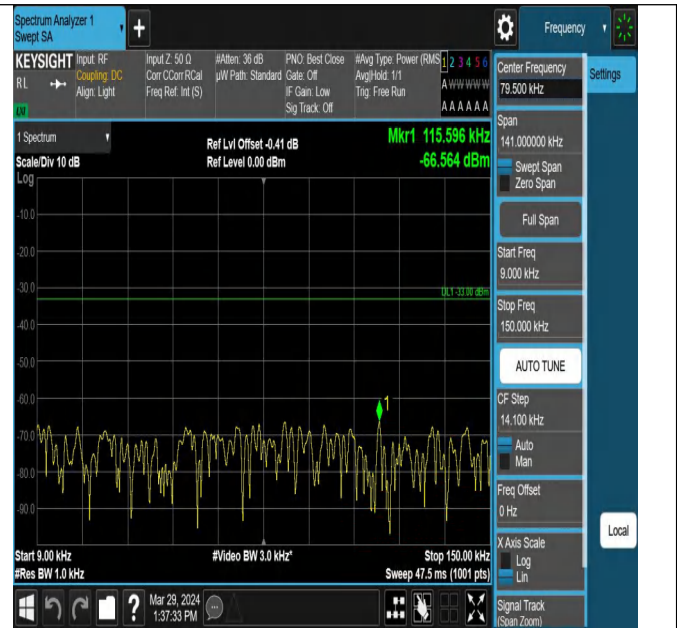 Spectrum Analyzer 1
Swept SA
+
Frequency
KEYSIGHT
RL
Input: RF
Coupling: DC
Align: Light
Input Z: 50 Ω
Corr CCorr RCal
Freq Ref: Int (S)
#Atten: 36 dB
µW Path: Standard
PNO: Best Close
Gate: Off
IF Gain: Low
Sig Track: Off
#Avg Type: Power (RMS
Avg|Hold: 1/1
Trig: Free Run
1 2 3 4 5 6
A W W W W W
A A A A A A
LXI
1 Spectrum
Scale/Div 10 dB
Log
Ref Lvl Offset -0.41 dB
Ref Level 0.00 dBm
Mkr1 115.596 kHz
-66.564 dBm
-10.0
-20.0
-30.0
DL1 -33.00 dBm
-40.0
-50.0
-60.0
1
-70.0
-80.0
-90.0
Start 9.00 kHz
#Res BW 1.0 kHz
#Video BW 3.0 kHz*
Stop 150.00 kHz
Sweep 47.5 ms (1001 pts)
Mar 29, 2024
1:37:33 PM
?
Center Frequency
79.500 kHz
Settings
Span
141.000000 kHz
Swept Span
Zero Span
Full Span
Start Freq
9.000 kHz
Stop Freq
150.000 kHz
AUTO TUNE
CF Step
14.100 kHz
Auto
Man
Freq Offset
0 Hz
X Axis Scale
Log
Lin
Local
Signal Track
(Span Zoom)